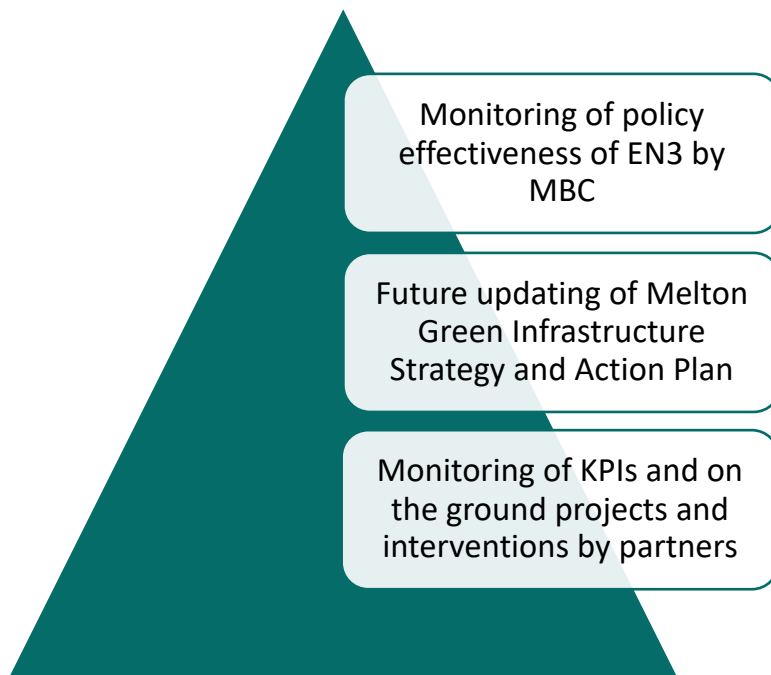 Monitoring of policy
effectiveness of EN3 by
MBC
Future updating of Melton
Green Infrastructure
Strategy and Action Plan
Monitoring of KPIs and on
the ground projects and
interventions by partners